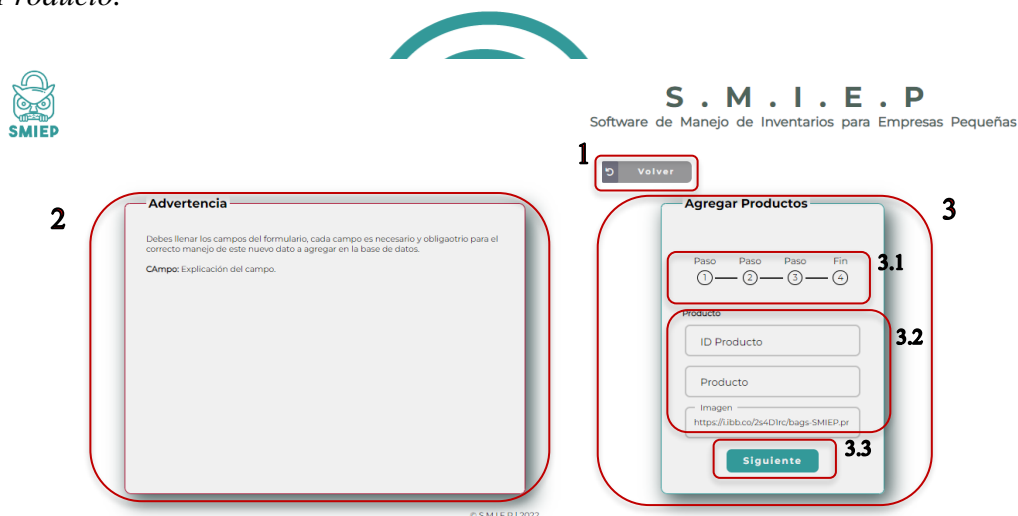 Producto.
SMIEP
S . M . I . E . P
Software de Manejo de Inventarios para Empresas Pequeñas
1
Volver
2
Advertencia
Debes llenar los campos del formulario, cada campo es necesario y obligaotrio para el
correcto manejo de este nuevo dato a agregar en la base de datos.
CAmpo: Explicación del campo.
3
Agregar Productos
Paso Paso Paso Fin
1 2 3 4
3.1
Producto
3.2
ID Producto
Producto
Imagen
https://i.ibb.co/2s4D1rc/bags-SMIEP.pr
3.3
Siguiente
© S.M.I.E.P | 2022